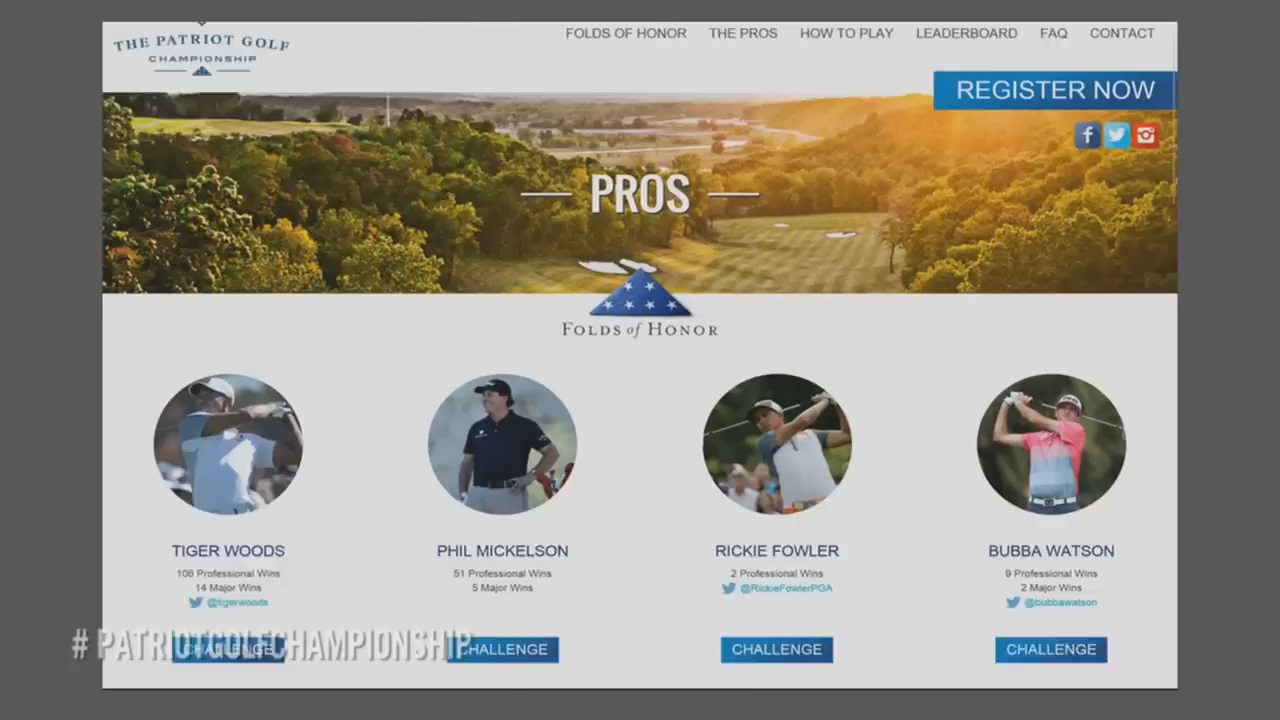 THE PATRIOT GOLF
CHAMPIONSHIP
FOLDS OF HONOR THE PROS HOW TO PLAY LEADERBOARD FAQ CONTACT
REGISTER NOW
PROS
FOLDS of HONOR
TIGER WOODS
106 Professional Wins
14 Major Wins
@tigerwoods
PHIL MICKELSON
51 Professional Wins
5 Major Wins
RICKIE FOWLER
2 Professional Wins
@RickieFowlerPGA
BUBBA WATSON
9 Professional Wins
2 Major Wins
@bubbawatson
# PATRIOTGOLFCHAMPIONSHIP
CHALLENGE
CHALLENGE
CHALLENGE
CHALLENGE